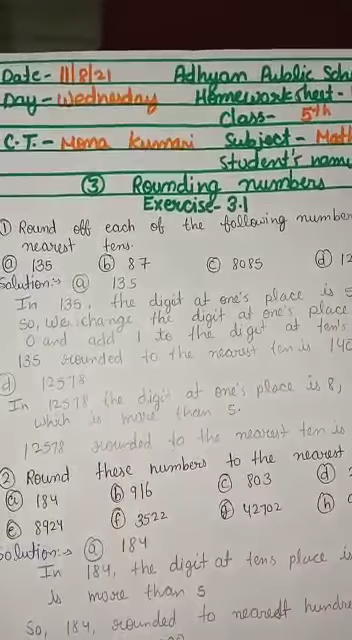 Date- 11/8/21 Adhyan Public Scho
Day- Wednesday Homeworksheet-
Class- 5th
C.T.- Moma Kumari Subject- Mat
Student's name
③ Rounding numbers
Exercise-3.1
① Round off each of the following number
nearest tens.
ⓐ 135 ⓑ 87 ⓒ 8085 ⓓ 12
Solution:→ ⓐ 135
In 135, the digit at one's place is 5
So, we change the digit at one's place
0 and add 1 to the digit at ten's
135 rounded to the nearest ten is 140
ⓓ 12578
In 12578 the digit at one's place is 8,
which is more than 5.
12578 rounded to the nearest ten is
② Round these numbers to the nearest
ⓐ 184 ⓑ 916 ⓒ 803 ⓓ
ⓔ 8924 ⓕ 3522 42702 ⓗ
Solution:→ ⓐ 184
In 184, the digit at tens place is
is more than 5
So, 184, rounded to nearest hundre